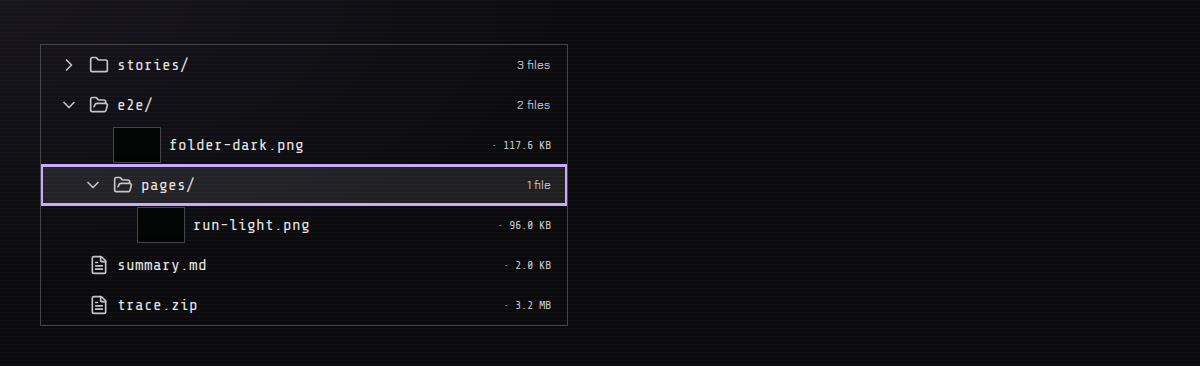 stories/ 3 files
e2e/ 2 files
folder-dark.png · 117.6 KB
pages/ 1 file
run-light.png · 96.0 KB
summary.md · 2.0 KB
trace.zip · 3.2 MB